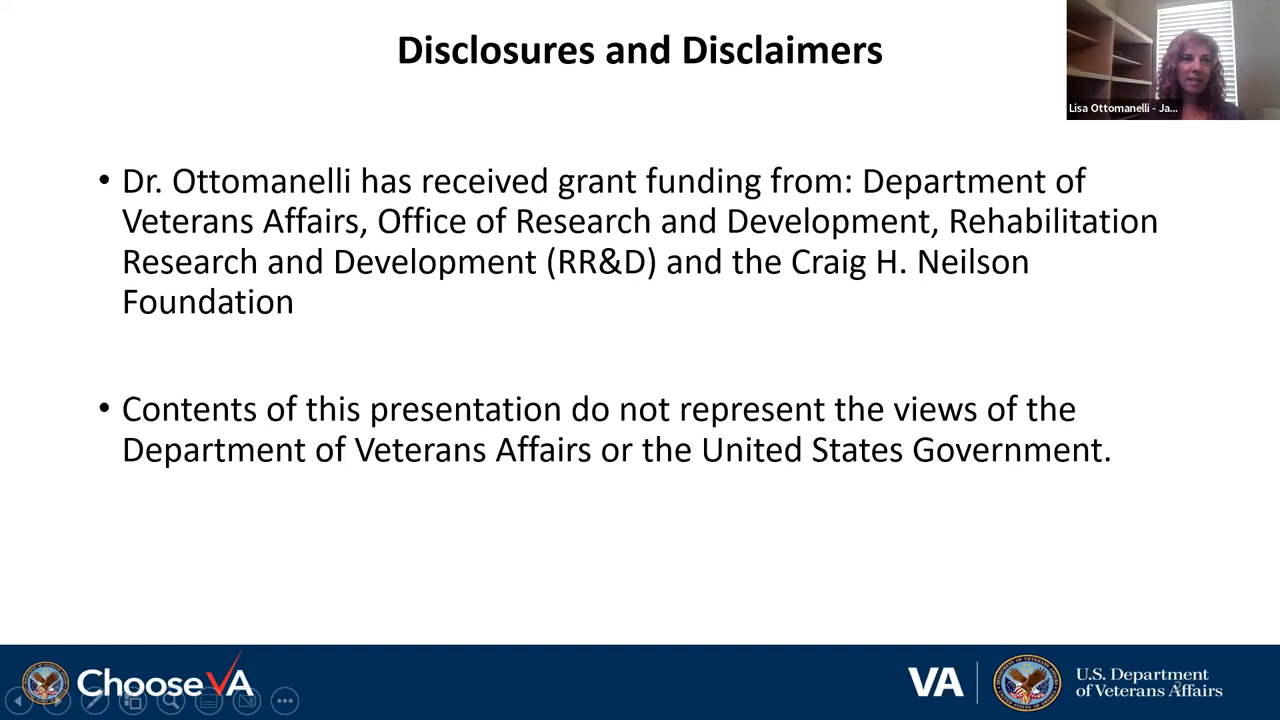 Disclosures and Disclaimers
Lisa Ottomanelli - Ja...
• Dr. Ottomanelli has received grant funding from: Department of
Veterans Affairs, Office of Research and Development, Rehabilitation
Research and Development (RR&D) and the Craig H. Neilson
Foundation
• Contents of this presentation do not represent the views of the
Department of Veterans Affairs or the United States Government.
ChooseVA
VA
U.S. Department
of Veterans Affairs